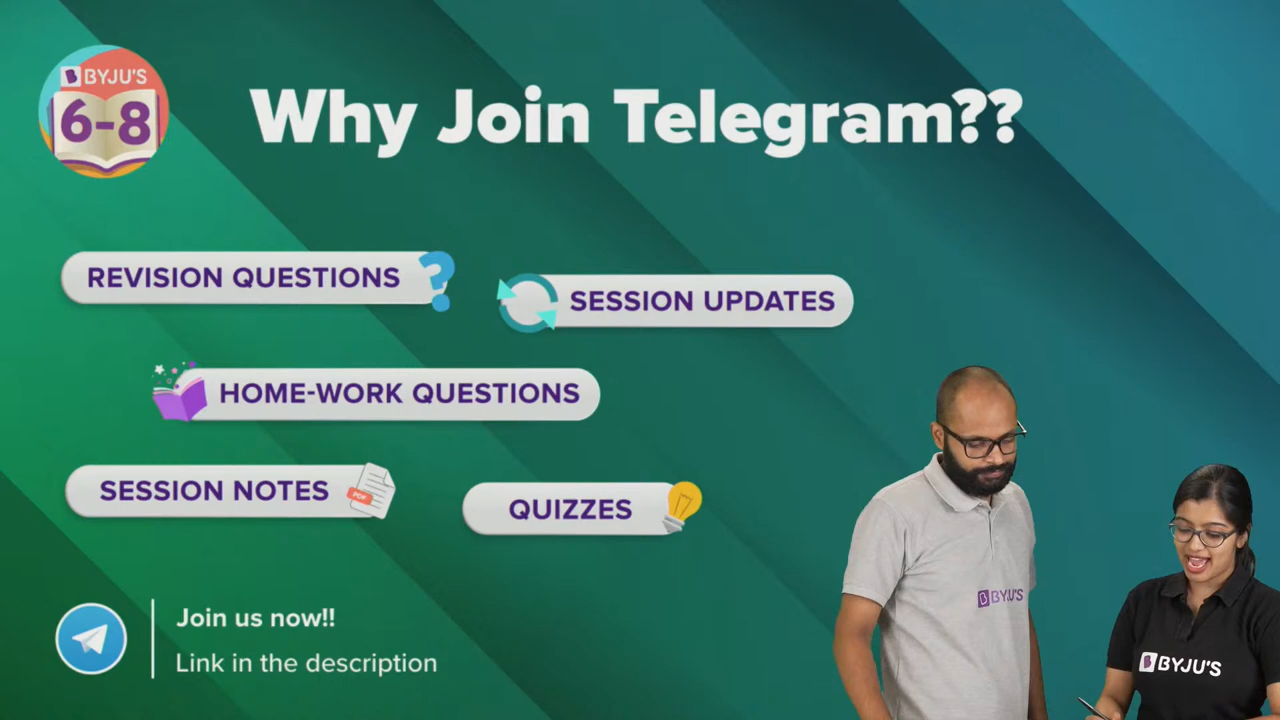 BYJU'S
6-8
Why Join Telegram??
REVISION QUESTIONS
SESSION UPDATES
HOME-WORK QUESTIONS
SESSION NOTES
PDF
QUIZZES
Join us now!!
Link in the description
BYJU'S
BYJU'S